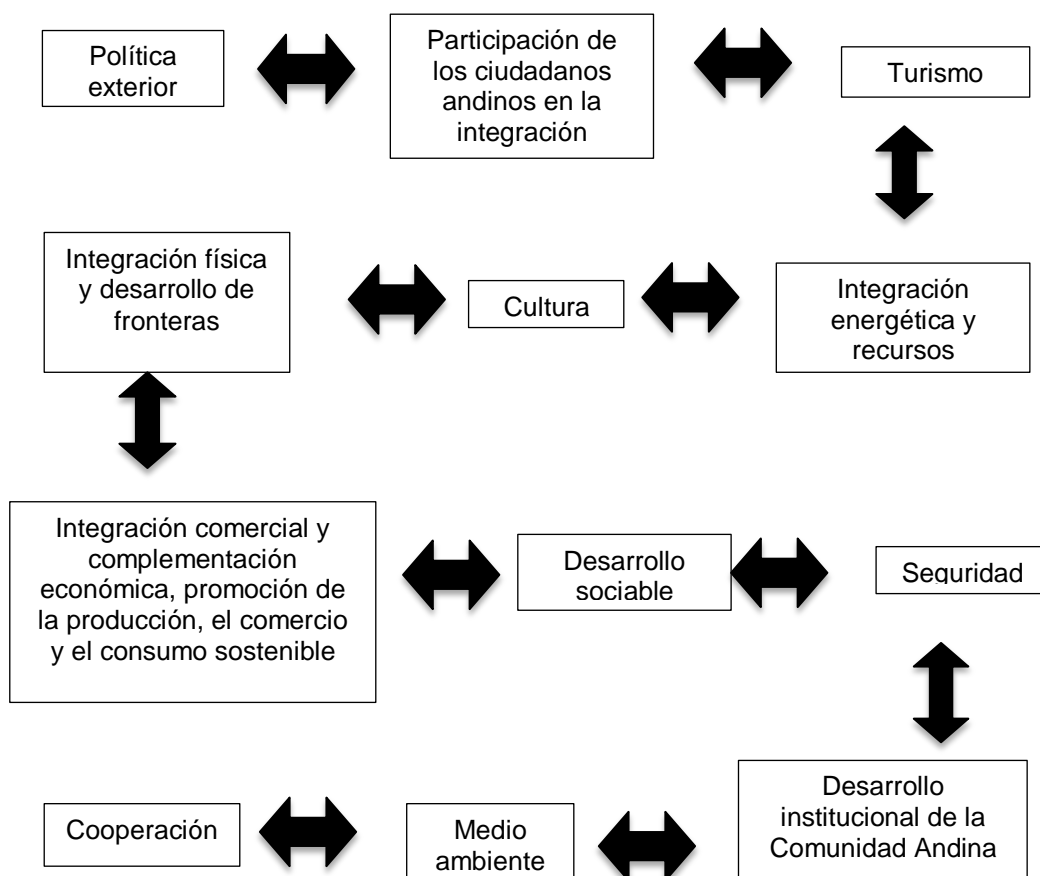 Política
exterior
Participación de
los ciudadanos
andinos en la
integración
Turismo
Integración física
y desarrollo de
fronteras
Cultura
Integración
energética y
recursos
Integración comercial y
complementación
económica, promoción de
la producción, el comercio
y el consumo sostenible
Desarrollo
sociable
Seguridad
Cooperación
Medio
ambiente
Desarrollo
institucional de la
Comunidad Andina